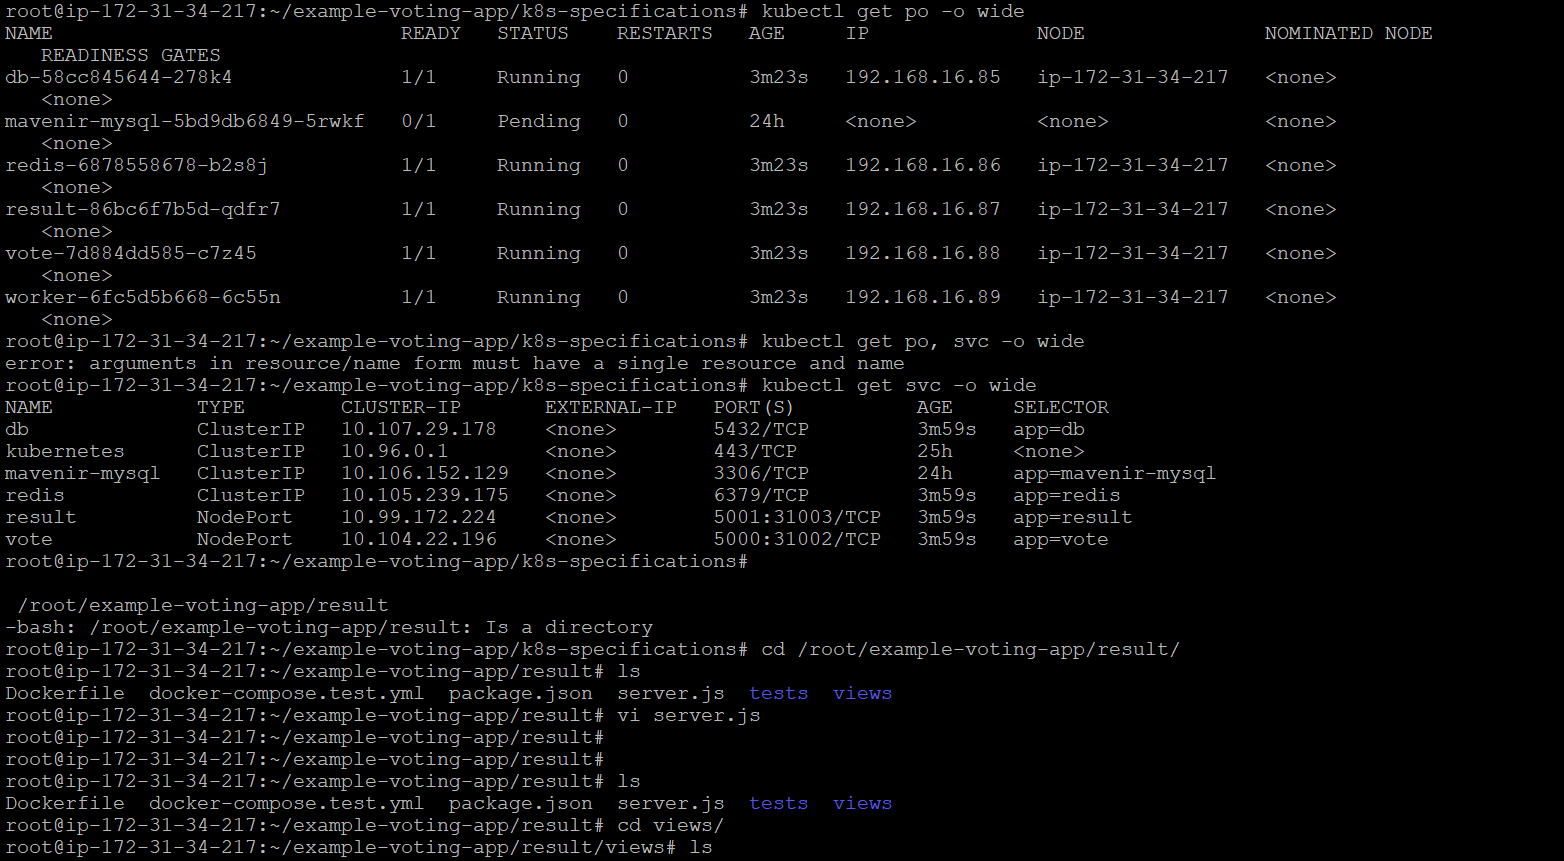 root@ip-172-31-34-217:~/example-voting-app/k8s-specifications# kubectl get po -o wide
NAME                             READY   STATUS    RESTARTS   AGE     IP              NODE               NOMINATED NODE
   READINESS GATES
db-58cc845644-278k4              1/1     Running   0          3m23s   192.168.16.85   ip-172-31-34-217   <none>
   <none>
mavenir-mysql-5bd9db6849-5rwkf   0/1     Pending   0          24h     <none>          <none>             <none>
   <none>
redis-6878558678-b2s8j           1/1     Running   0          3m23s   192.168.16.86   ip-172-31-34-217   <none>
   <none>
result-86bc6f7b5d-qdfr7          1/1     Running   0          3m23s   192.168.16.87   ip-172-31-34-217   <none>
   <none>
vote-7d884dd585-c7z45            1/1     Running   0          3m23s   192.168.16.88   ip-172-31-34-217   <none>
   <none>
worker-6fc5d5b668-6c55n          1/1     Running   0          3m23s   192.168.16.89   ip-172-31-34-217   <none>
   <none>
root@ip-172-31-34-217:~/example-voting-app/k8s-specifications# kubectl get po, svc -o wide
error: arguments in resource/name form must have a single resource and name
root@ip-172-31-34-217:~/example-voting-app/k8s-specifications# kubectl get svc -o wide
NAME            TYPE        CLUSTER-IP       EXTERNAL-IP   PORT(S)          AGE     SELECTOR
db              ClusterIP   10.107.29.178    <none>        5432/TCP         3m59s   app=db
kubernetes      ClusterIP   10.96.0.1        <none>        443/TCP          25h     <none>
mavenir-mysql   ClusterIP   10.106.152.129   <none>        3306/TCP         24h     app=mavenir-mysql
redis           ClusterIP   10.105.239.175   <none>        6379/TCP         3m59s   app=redis
result          NodePort    10.99.172.224    <none>        5001:31003/TCP   3m59s   app=result
vote            NodePort    10.104.22.196    <none>        5000:31002/TCP   3m59s   app=vote
root@ip-172-31-34-217:~/example-voting-app/k8s-specifications#
 /root/example-voting-app/result
-bash: /root/example-voting-app/result: Is a directory
root@ip-172-31-34-217:~/example-voting-app/k8s-specifications# cd /root/example-voting-app/result/
root@ip-172-31-34-217:~/example-voting-app/result# ls
Dockerfile  docker-compose.test.yml  package.json  server.js  tests  views
root@ip-172-31-34-217:~/example-voting-app/result# vi server.js
root@ip-172-31-34-217:~/example-voting-app/result#
root@ip-172-31-34-217:~/example-voting-app/result#
root@ip-172-31-34-217:~/example-voting-app/result# ls
Dockerfile  docker-compose.test.yml  package.json  server.js  tests  views
root@ip-172-31-34-217:~/example-voting-app/result# cd views/
root@ip-172-31-34-217:~/example-voting-app/result/views# ls